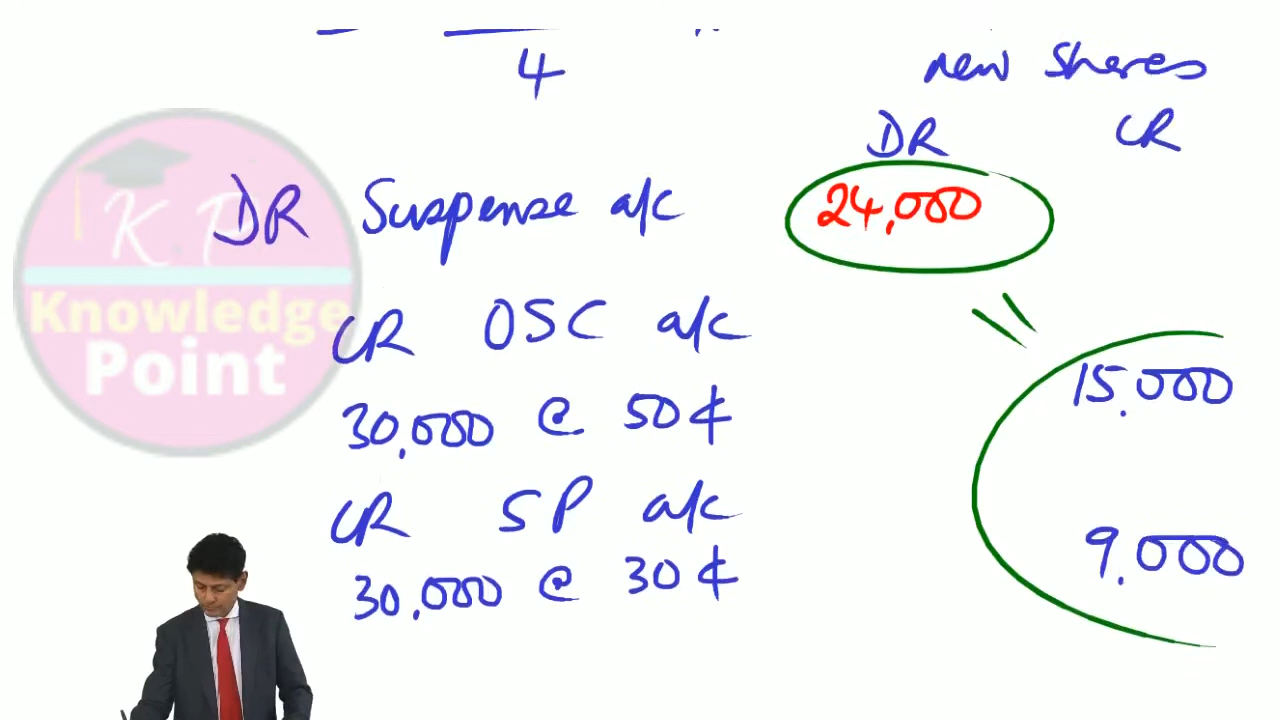 4
new shares
DR CR
DR Suspense a/c 24,000
CR OSC a/c
15,000
30,000 @ 50¢
CR SP a/c
9,000
30,000 @ 30¢
K P
Knowledge
Point